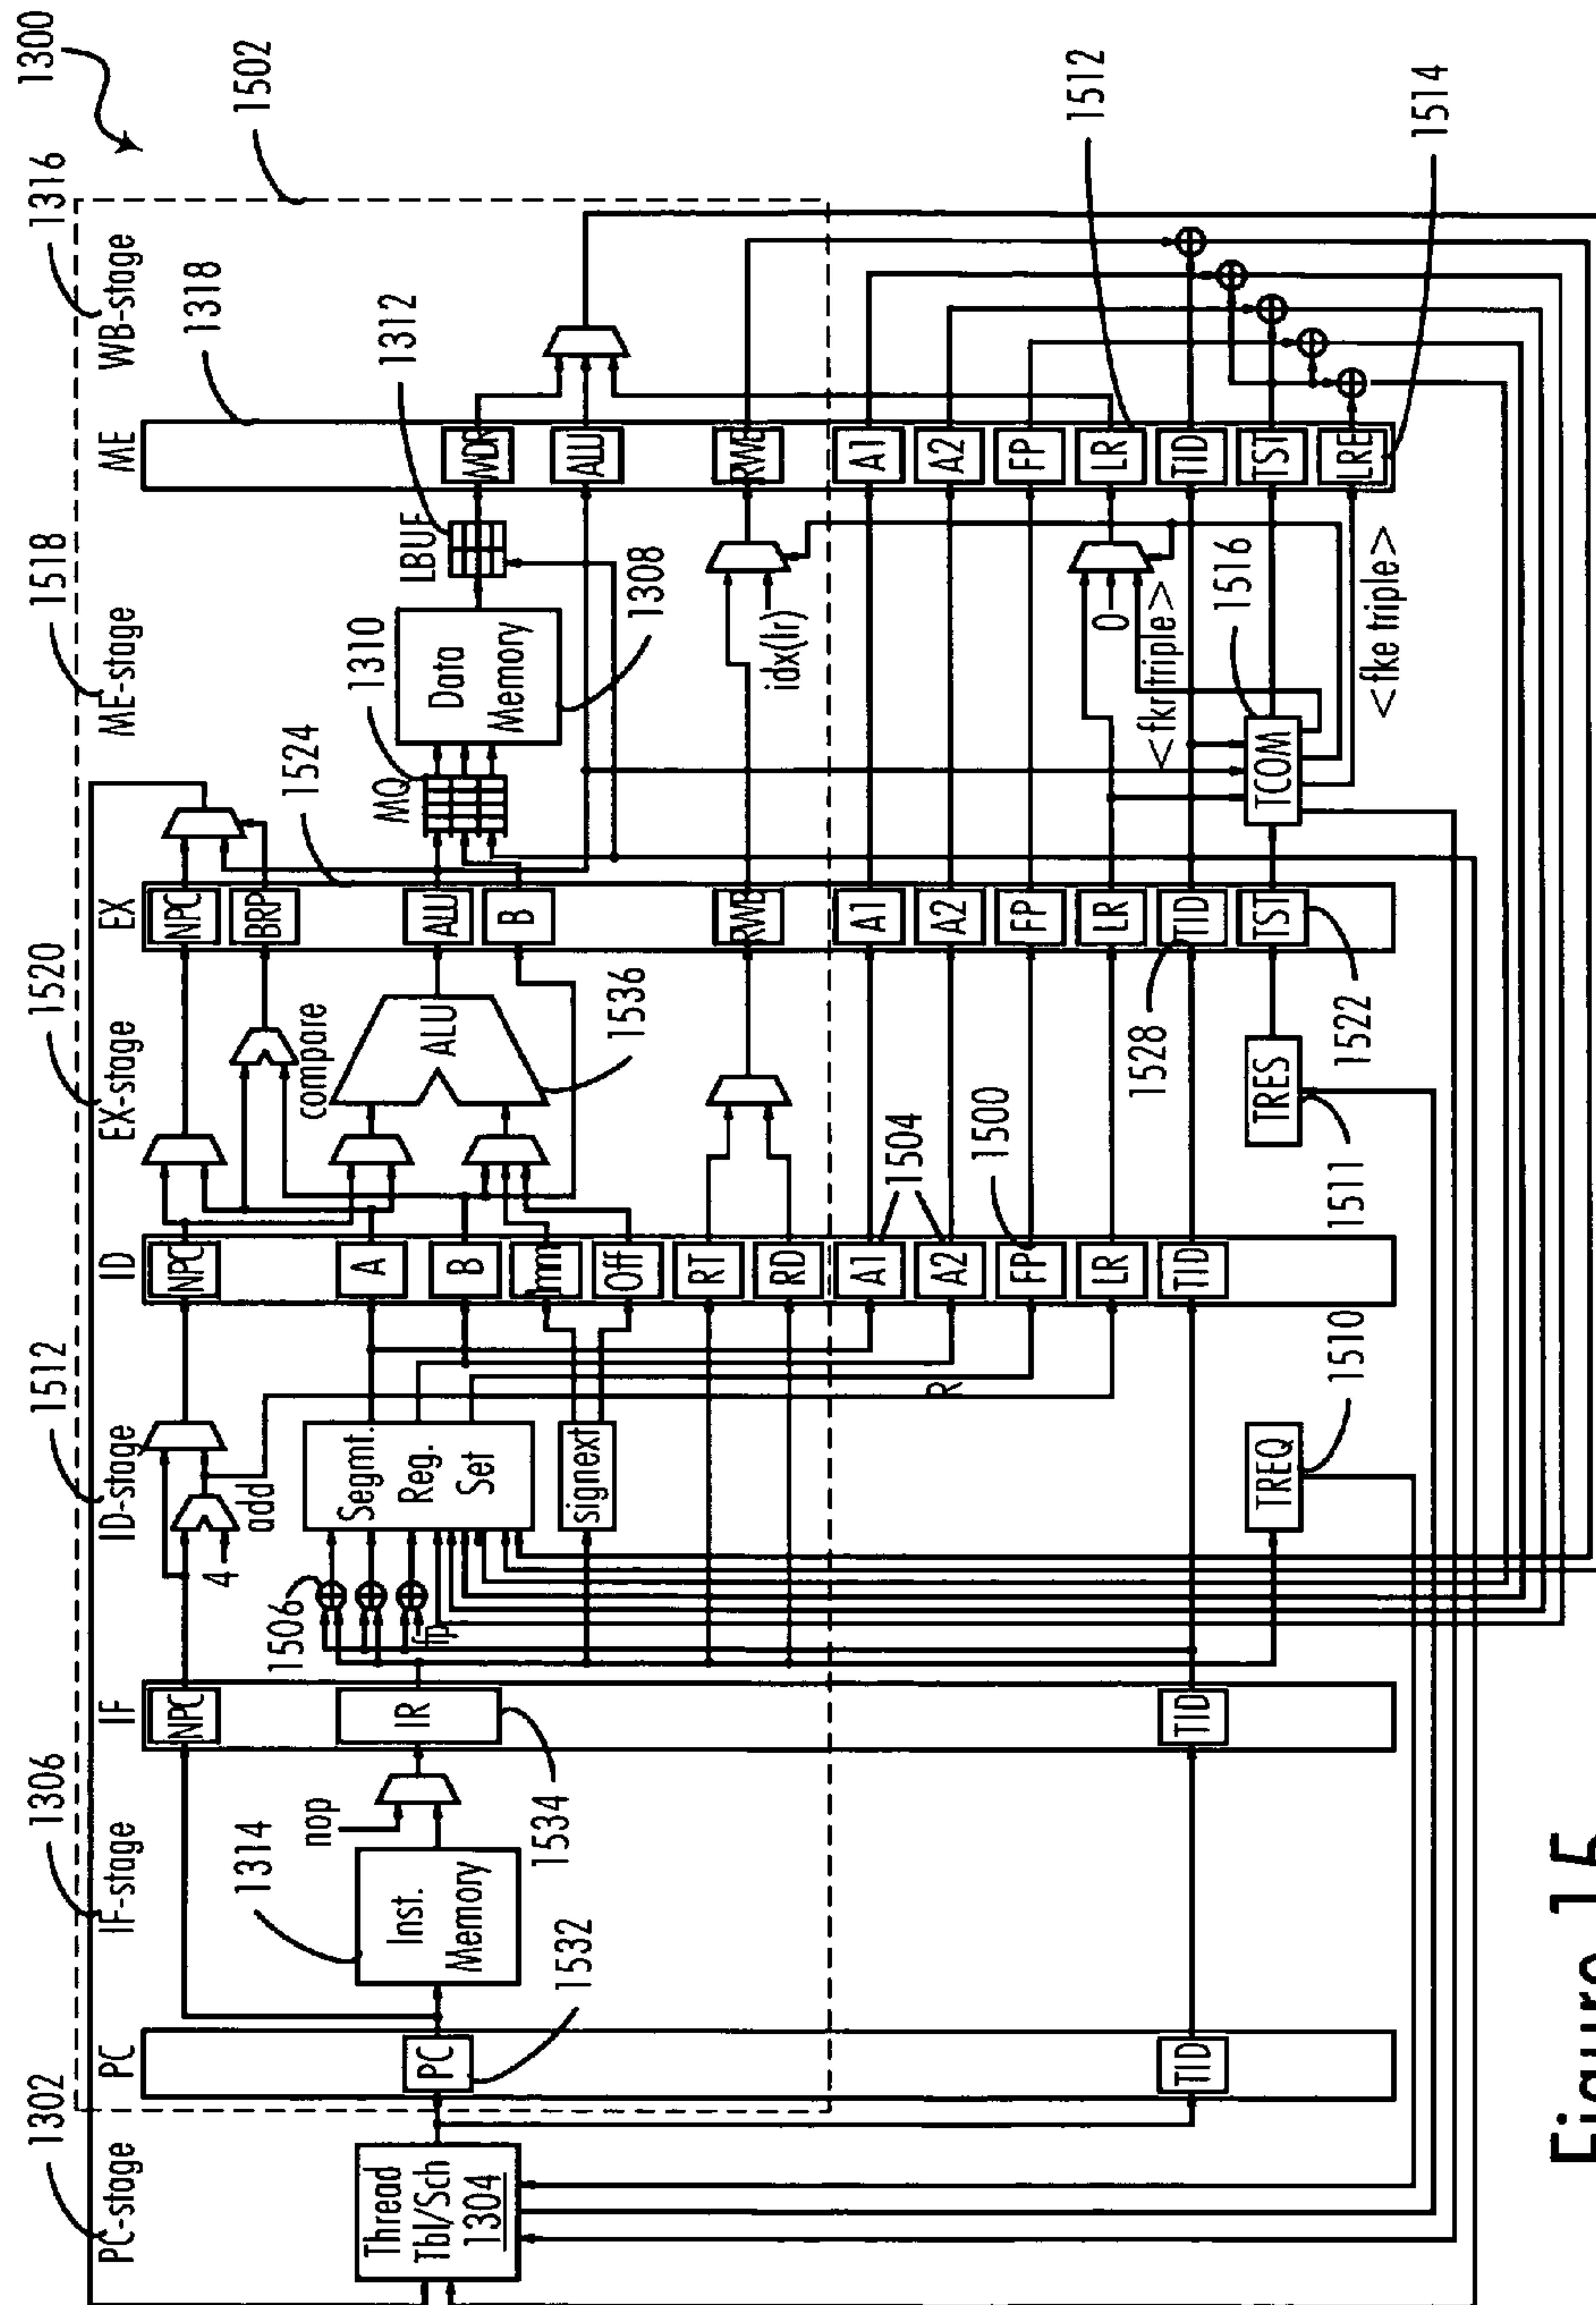 1300
1302
PC-stage
1306
IF-stage
1512
ID-stage
1520
EX-stage
1518
ME-stage
1316
WB-stage
1502
PC
IF
ID
EX
ME
1318
Thread
Tbl/Sch
1304
PC
1532
TID
Inst.
Memory
1314
nop
NPC
IR
1534
TID
4
add
1506
fp
Segmt.
Reg.
Set
signext
R
TREQ
1510
NPC
A
B
Imm
Off
RT
RD
A1
A2
1504
FP
1500
LR
TID
compare
ALU
1536
TRES
1511
NPC
BRP
ALU
B
RWB
A1
A2
FP
LR
TID
1528
TST
1522
1524
MQ
1310
Data
Memory
1308
LBUF
1312
idx(lr)
0
<fkr triple>
TCOM
1516
<fke triple>
MDR
ALU
RWB
A1
A2
FP
LR
1512
TID
TST
LRE
1514
Figure 15